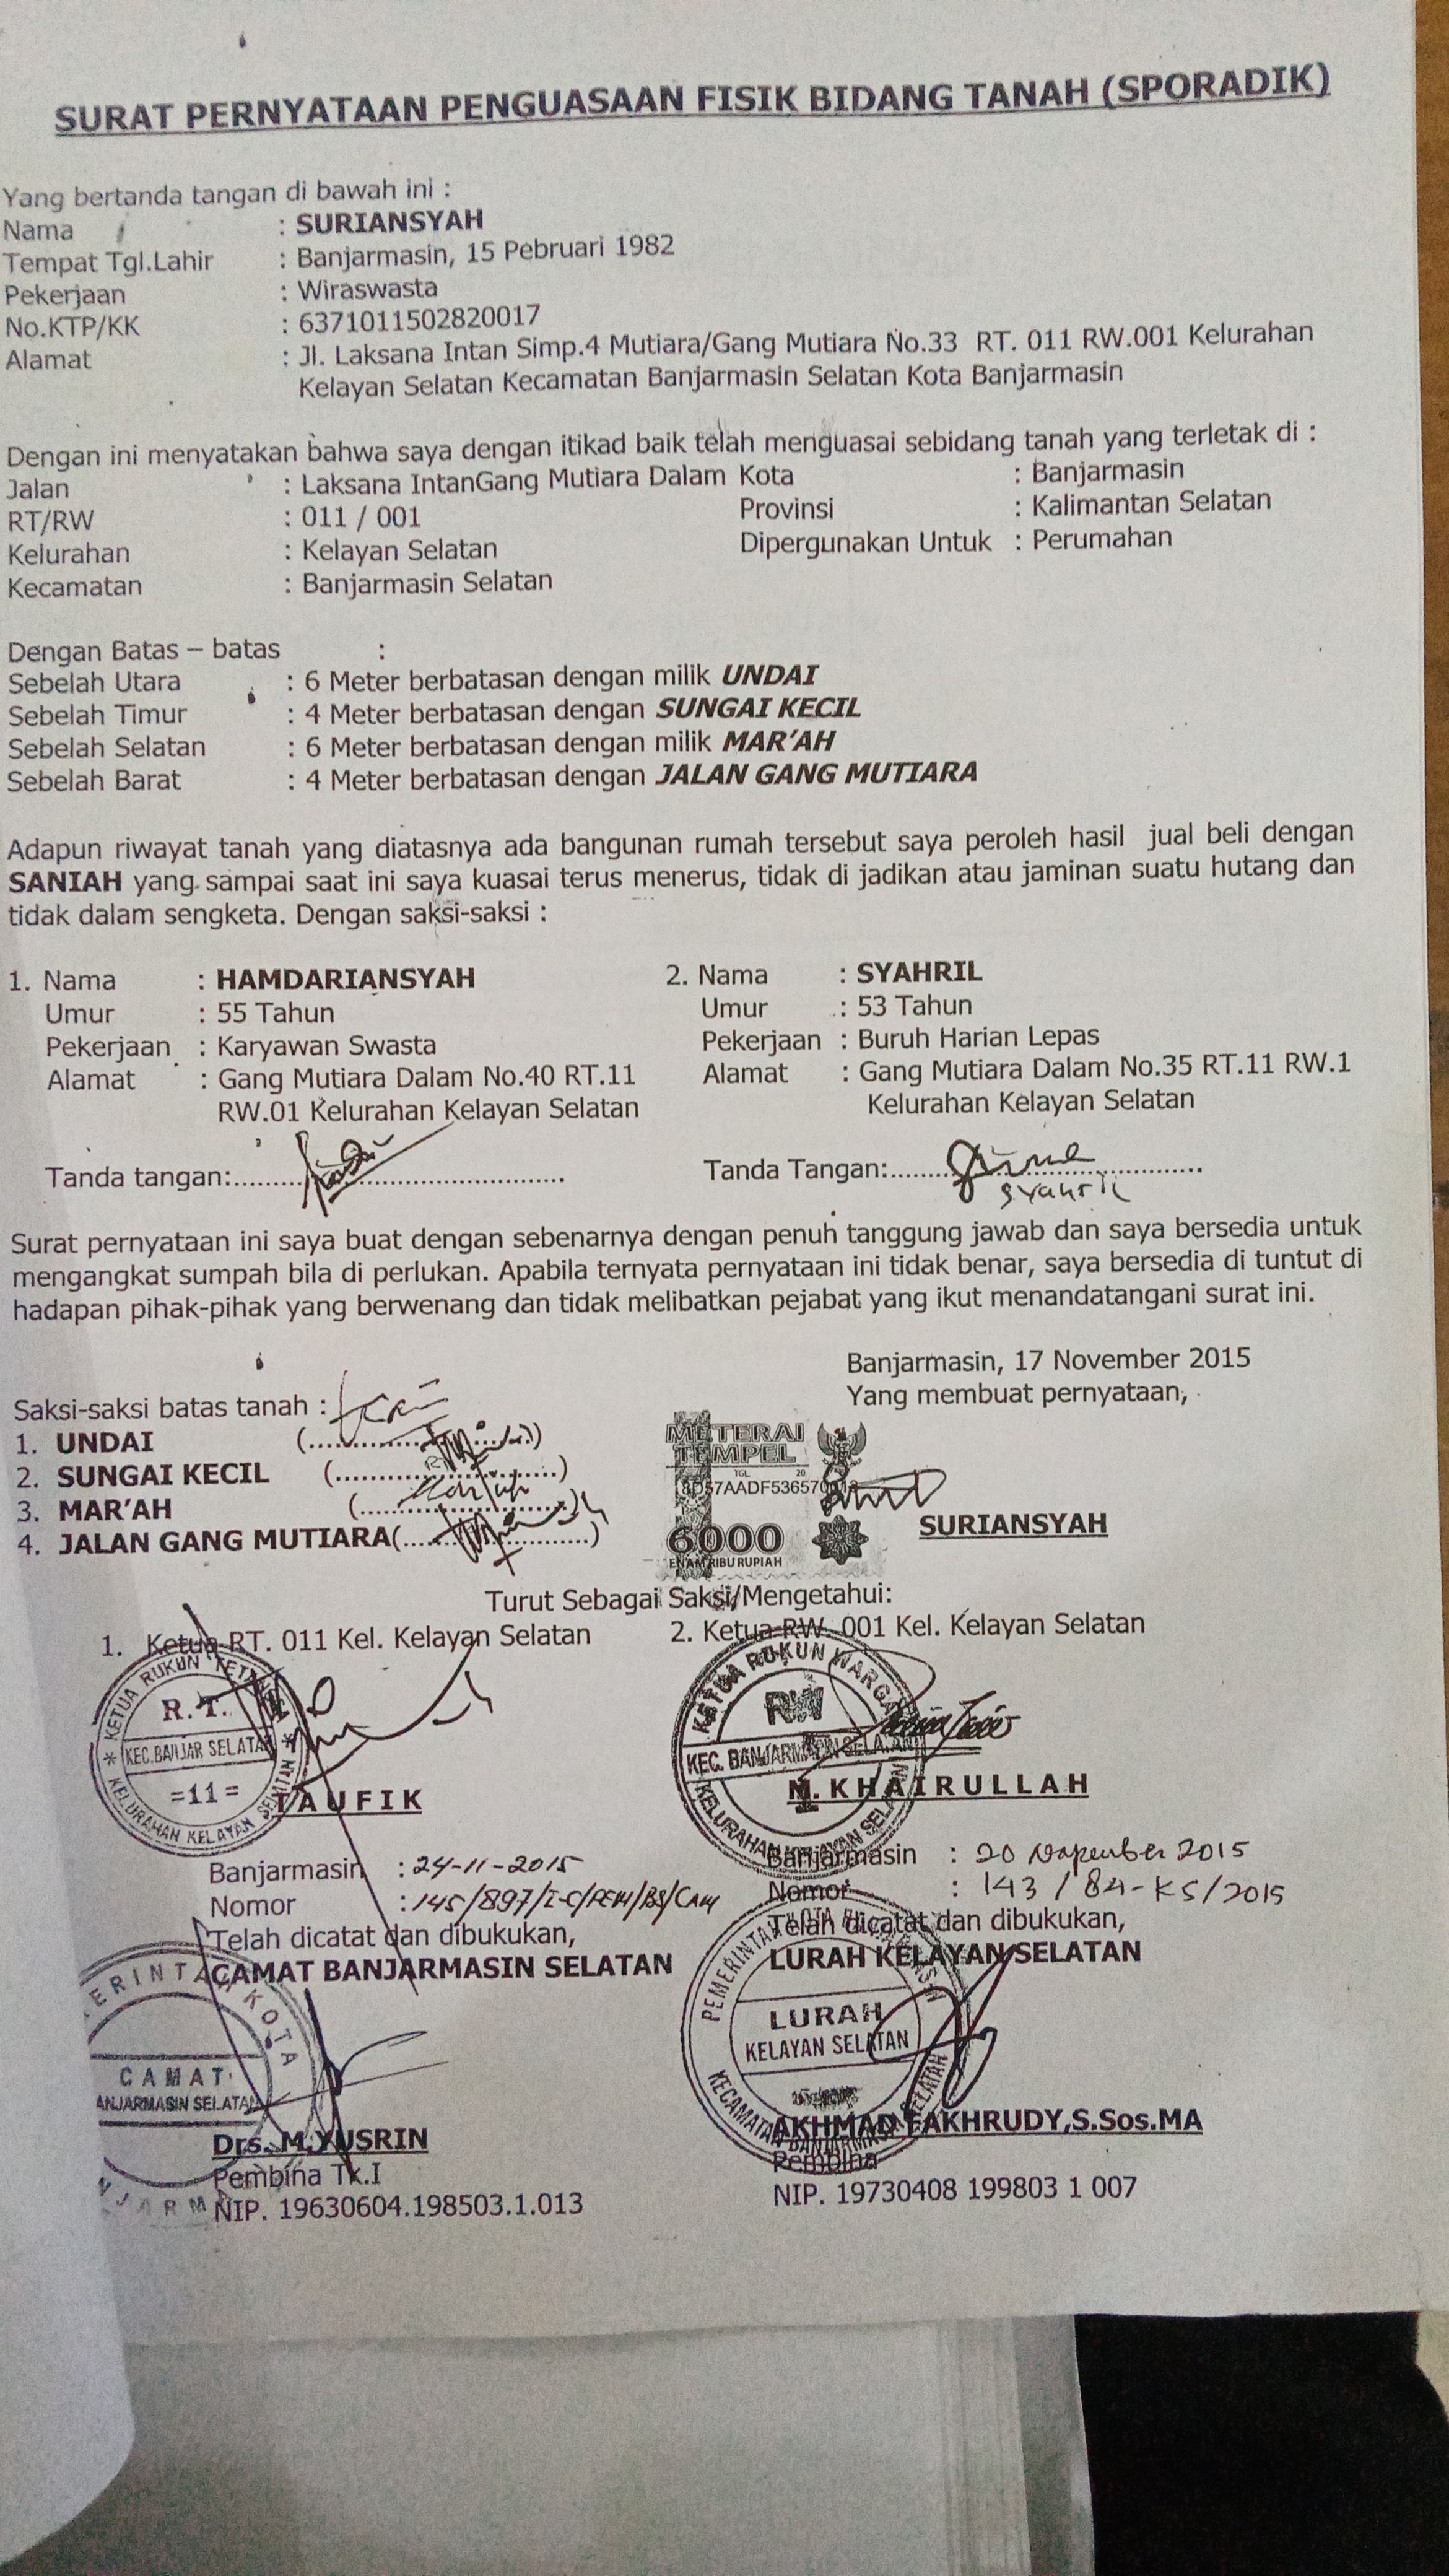 SURAT PERNYATAAN PENGUASAAN FISIK BIDANG TANAH (SPORADIK)
Yang bertanda tangan di bawah ini :
Nama : SURIANSYAH
Tempat Tgl.Lahir : Banjarmasin, 15 Pebruari 1982
Pekerjaan : Wiraswasta
No.KTP/KK : 6371011502820017
Alamat : Jl. Laksana Intan Simp.4 Mutiara/Gang Mutiara No.33 RT. 011 RW.001 Kelurahan
Kelayan Selatan Kecamatan Banjarmasin Selatan Kota Banjarmasin
Dengan ini menyatakan bahwa saya dengan itikad baik telah menguasai sebidang tanah yang terletak di :
Jalan : Laksana IntanGang Mutiara Dalam Kota : Banjarmasin
RT/RW : 011 / 001 Provinsi : Kalimantan Selatan
Kelurahan : Kelayan Selatan Dipergunakan Untuk : Perumahan
Kecamatan : Banjarmasin Selatan
Dengan Batas – batas :
Sebelah Utara : 6 Meter berbatasan dengan milik UNDAI
Sebelah Timur : 4 Meter berbatasan dengan SUNGAI KECIL
Sebelah Selatan : 6 Meter berbatasan dengan milik MAR'AH
Sebelah Barat : 4 Meter berbatasan dengan JALAN GANG MUTIARA
Adapun riwayat tanah yang diatasnya ada bangunan rumah tersebut saya peroleh hasil jual beli dengan
SANIAH yang sampai saat ini saya kuasai terus menerus, tidak di jadikan atau jaminan suatu hutang dan
tidak dalam sengketa. Dengan saksi-saksi :
1. Nama : HAMDARIANSYAH 2. Nama : SYAHRIL
Umur : 55 Tahun Umur : 53 Tahun
Pekerjaan : Karyawan Swasta Pekerjaan : Buruh Harian Lepas
Alamat : Gang Mutiara Dalam No.40 RT.11 Alamat : Gang Mutiara Dalam No.35 RT.11 RW.1
RW.01 Kelurahan Kelayan Selatan Kelurahan Kelayan Selatan
Tanda tangan:.......... Tanda Tangan:..........
syahril
Surat pernyataan ini saya buat dengan sebenarnya dengan penuh tanggung jawab dan saya bersedia untuk
mengangkat sumpah bila di perlukan. Apabila ternyata pernyataan ini tidak benar, saya bersedia di tuntut di
hadapan pihak-pihak yang berwenang dan tidak melibatkan pejabat yang ikut menandatangani surat ini.
Banjarmasin, 17 November 2015
Yang membuat pernyataan,
Saksi-saksi batas tanah :
1. UNDAI (....................)
2. SUNGAI KECIL (....................)
3. MAR'AH (....................)
4. JALAN GANG MUTIARA(....................)
METERAI
TEMPEL
TGL 20
6000
ENAM RIBU RUPIAH
SURIANSYAH
Turut Sebagai Saksi/Mengetahui:
1. Ketua RT. 011 Kel. Kelayan Selatan 2. Ketua RW. 001 Kel. Kelayan Selatan
KETUA RUKUN TETANGGA
R.T.
KEC.BANJAR SELATAN
=11=
KELURAHAN KELAYAN SELATAN
TAUFIK
KETUA RUKUN WARGA
RW
KEC. BANJARMASIN SELATAN
KELURAHAN KELAYAN SELATAN
M. KHAIRULLAH
Banjarmasin : 24-11-2015
Nomor : 145/897/I-C/PEM/BS/CAM
Telah dicatat dan dibukukan,
CAMAT BANJARMASIN SELATAN
Banjarmasin : 20 Nopember 2015
Nomor : 143 / 84-KS/2015
Telah dicatat dan dibukukan,
LURAH KELAYAN SELATAN
CAMAT
ANJARMASIN SELATAN
Drs. M.YUSRIN
Pembina Tk.I
NIP. 19630604.198503.1.013
LURAH
KELAYAN SELATAN
AKHMAD FAKHRUDY,S.Sos.MA
Pembina
NIP. 19730408 199803 1 007